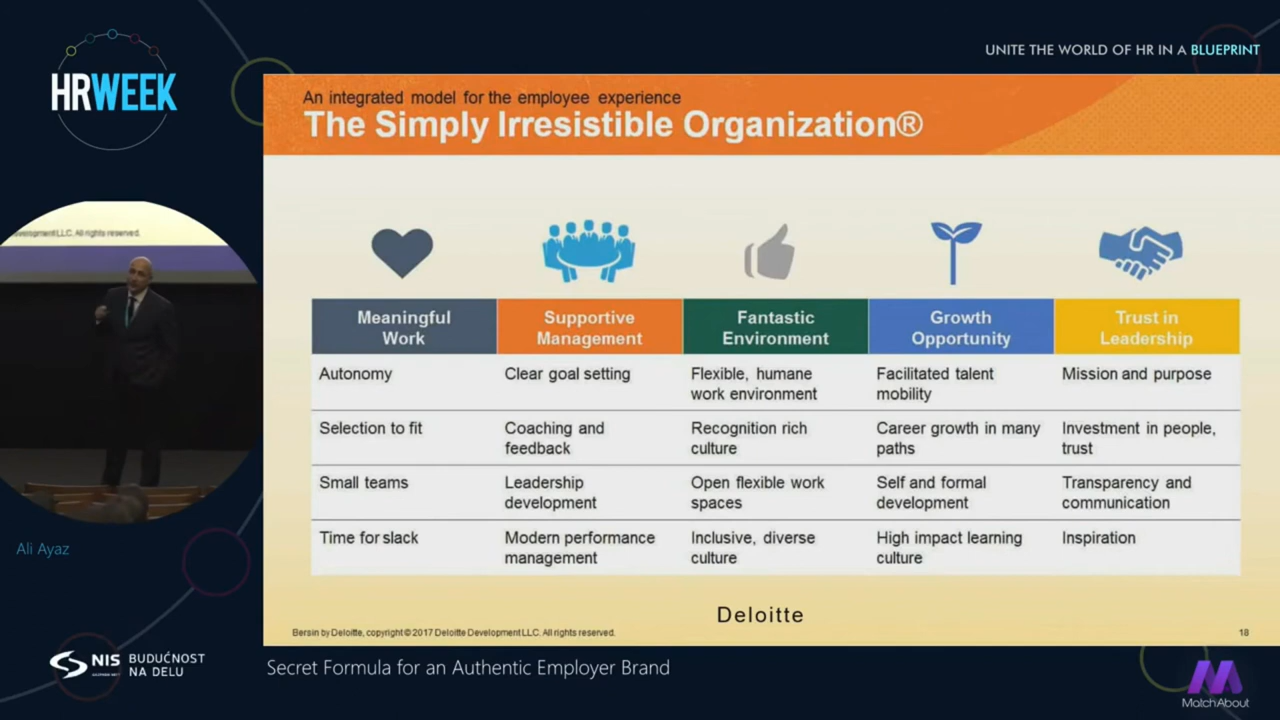 HRWEEK
UNITE THE WORLD OF HR IN A BLUEPRINT
An integrated model for the employee experience
The Simply Irresistible Organization®
Meaningful Work
Supportive Management
Fantastic Environment
Growth Opportunity
Trust in Leadership
Autonomy
Clear goal setting
Flexible, humane work environment
Facilitated talent mobility
Mission and purpose
Selection to fit
Coaching and feedback
Recognition rich culture
Career growth in many paths
Investment in people, trust
Small teams
Leadership development
Open flexible work spaces
Self and formal development
Transparency and communication
Time for slack
Modern performance management
Inclusive, diverse culture
High impact learning culture
Inspiration
Deloitte
Bersin by Deloitte, copyright © 2017 Deloitte Development LLC. All rights reserved.
18
LLC. All rights reserved.
Ali Ayaz
NIS
BUDUĆNOST
NA DELU
Secret Formula for an Authentic Employer Brand
MatchAbout